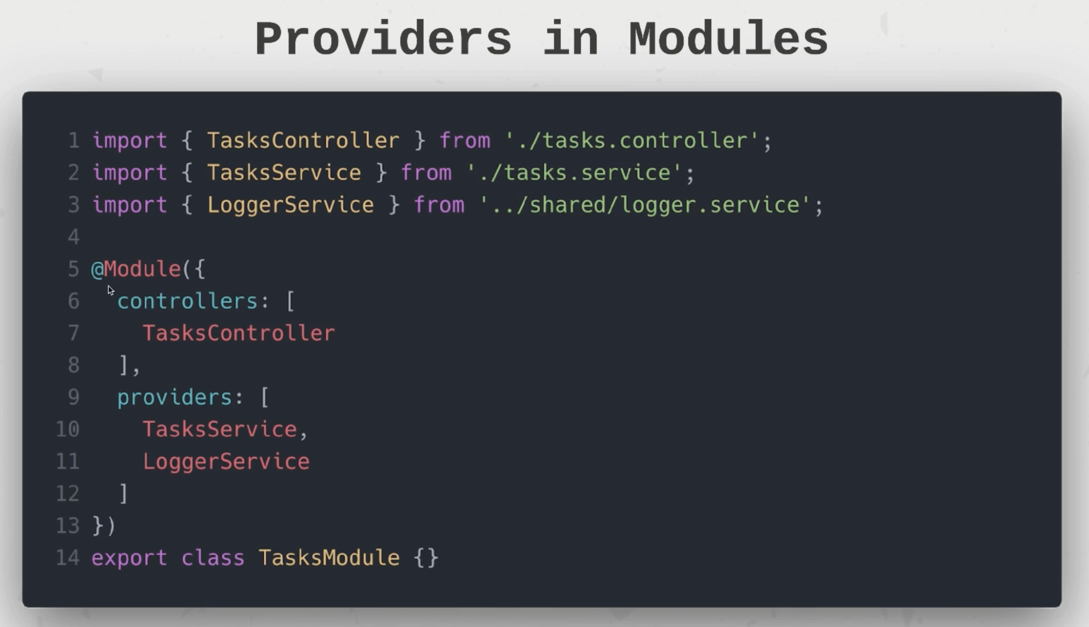 Providers in Modules
1 import { TasksController } from './tasks.controller';
2 import { TasksService } from './tasks.service';
3 import { LoggerService } from '../shared/logger.service';
4
5 @Module({
6   controllers: [
7     TasksController
8   ],
9   providers: [
10     TasksService,
11     LoggerService
12   ]
13 })
14 export class TasksModule {}